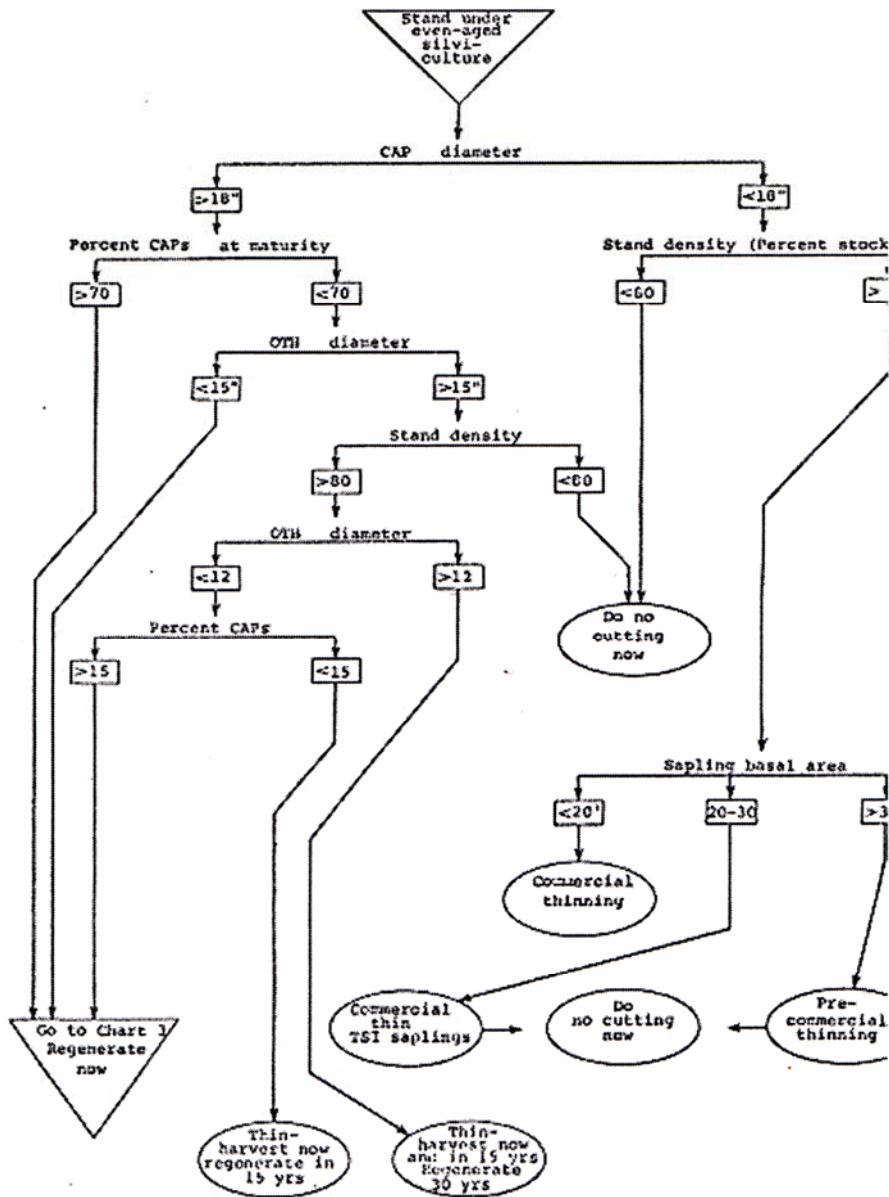 Stand under
even-aged
silvi-
culture
CAP diameter
>18"
<18"
Percent CAPs at maturity
Stand density (Percent stock
>70
<70
<60
>
OTH diameter
<15"
>15"
Stand density
>80
<80
OTH diameter
<12
>12
Do no
cutting
now
Percent CAPs
>15
<15
Sapling basal area
<20'
20-30
>3
Commercial
thinning
Commercial
thin
TSI saplings
Do
no cutting
now
Pre-
commercial
thinning
Go to Chart 3
Regenerate
now
Thin-
harvest now
regenerate in
15 yrs
Thin-
harvest now
and in 15 yrs
Regenerate
30 yrs